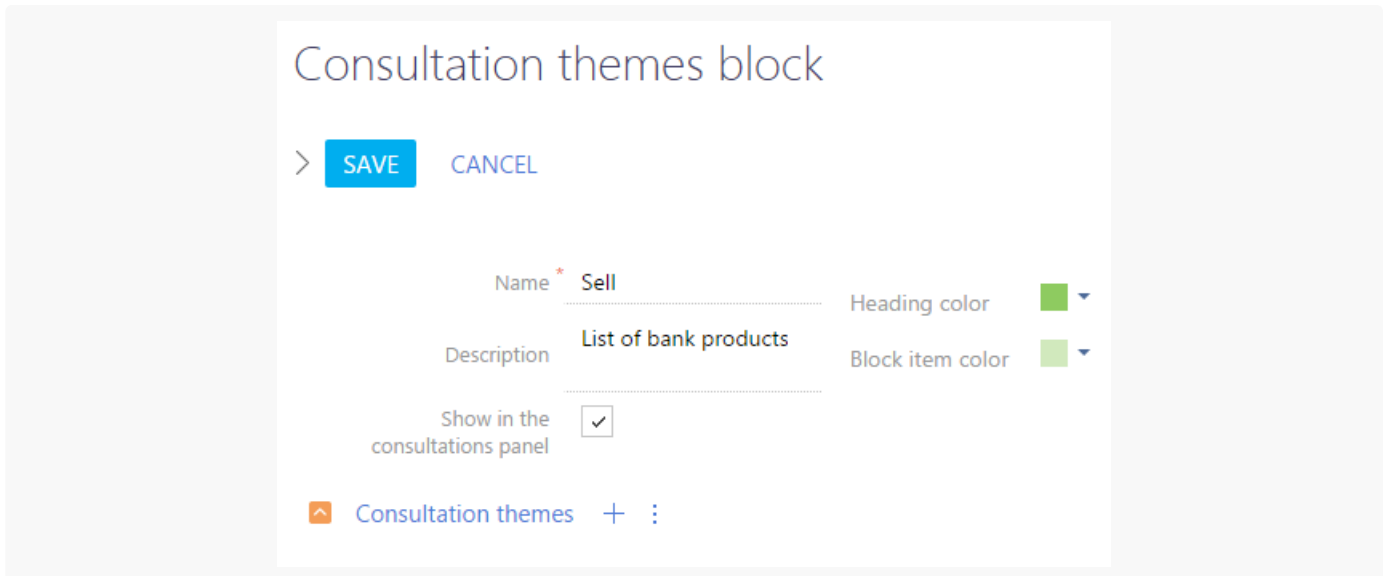 Consultation themes block
SAVE CANCEL
Name * Sell
Heading color
Description List of bank products
Block item color
Show in the
consultations panel
Consultation themes